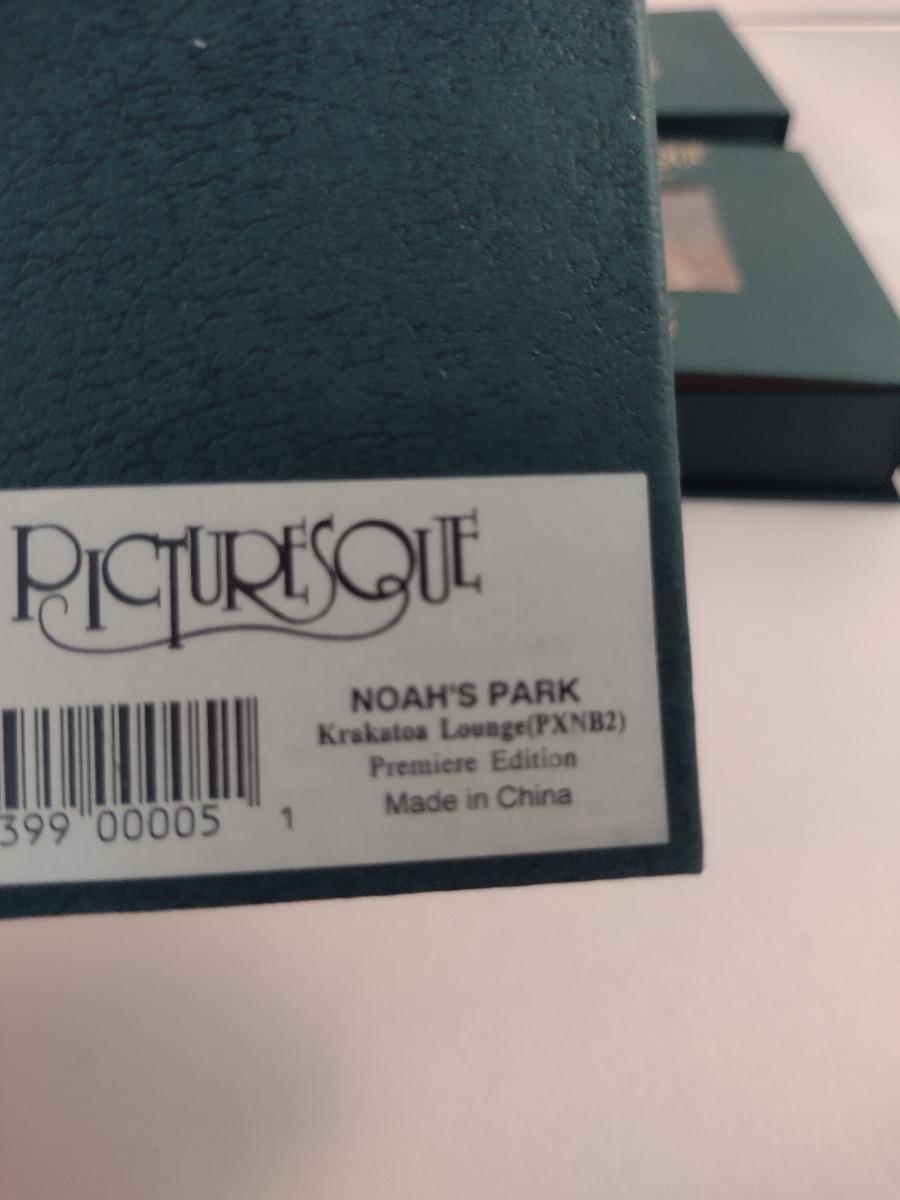 PICTURESQUE
NOAH'S PARK
Krakatoa Lounge(PXNB2)
Premiere Edition
Made in China
399 00005 1